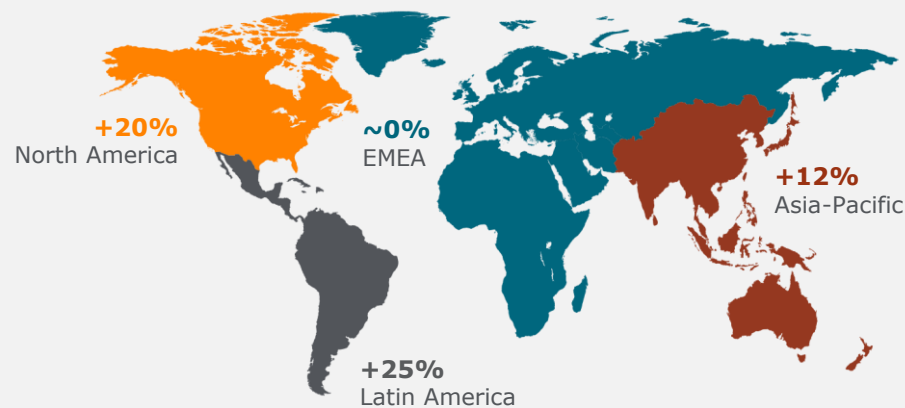 +20%
North America
~0%
EMEA
+12%
Asia-Pacific
+25%
Latin America